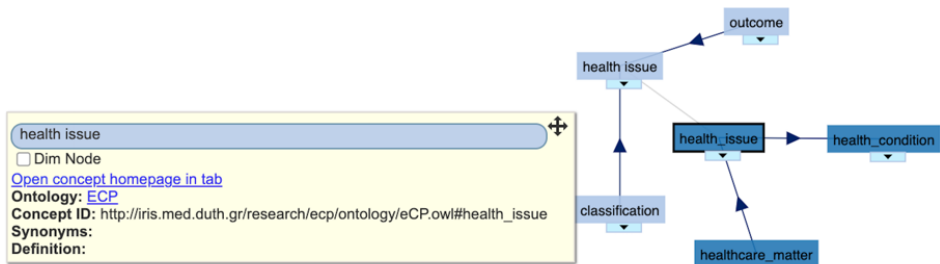 outcome
health issue
health issue
Dim Node
Open concept homepage in tab
Ontology: ECP
Concept ID: http://iris.med.duth.gr/research/ecp/ontology/eCP.owl#health_issue
Synonyms:
Definition:
health_issue
health_condition
classification
healthcare_matter